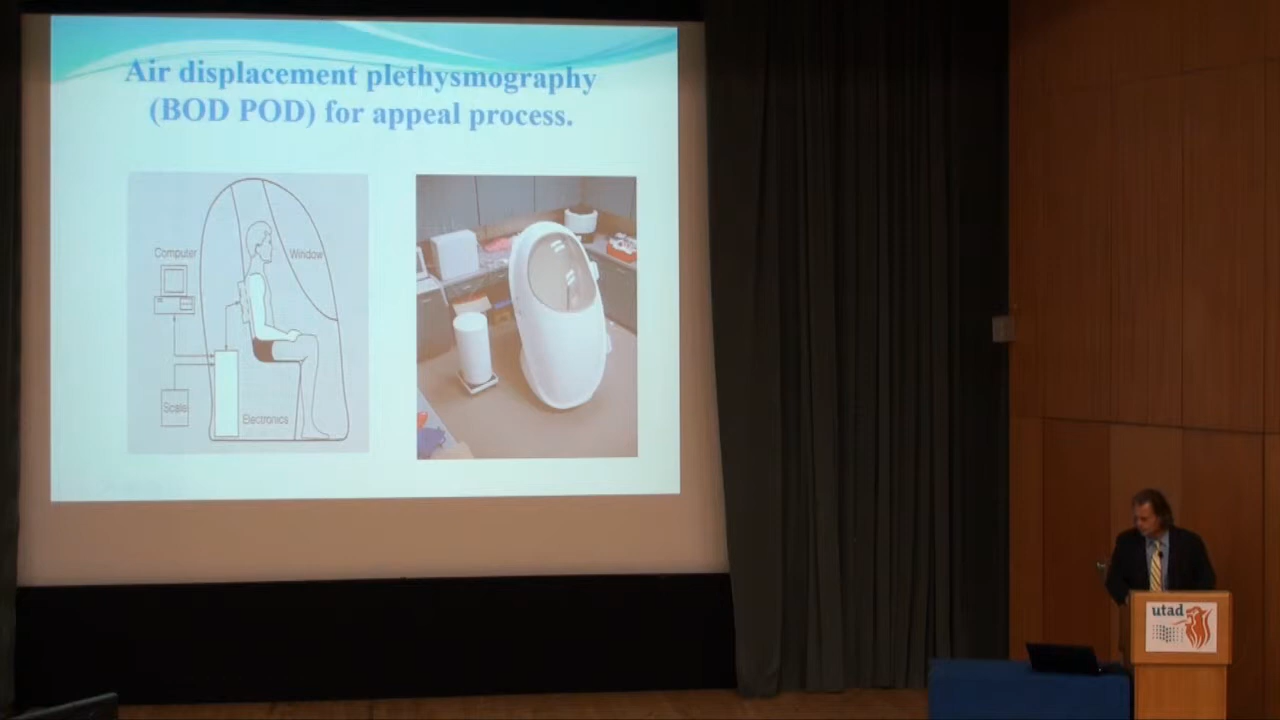 Air displacement plethysmography
(BOD POD) for appeal process.
Computer
Window
Scale
Electronics
utad